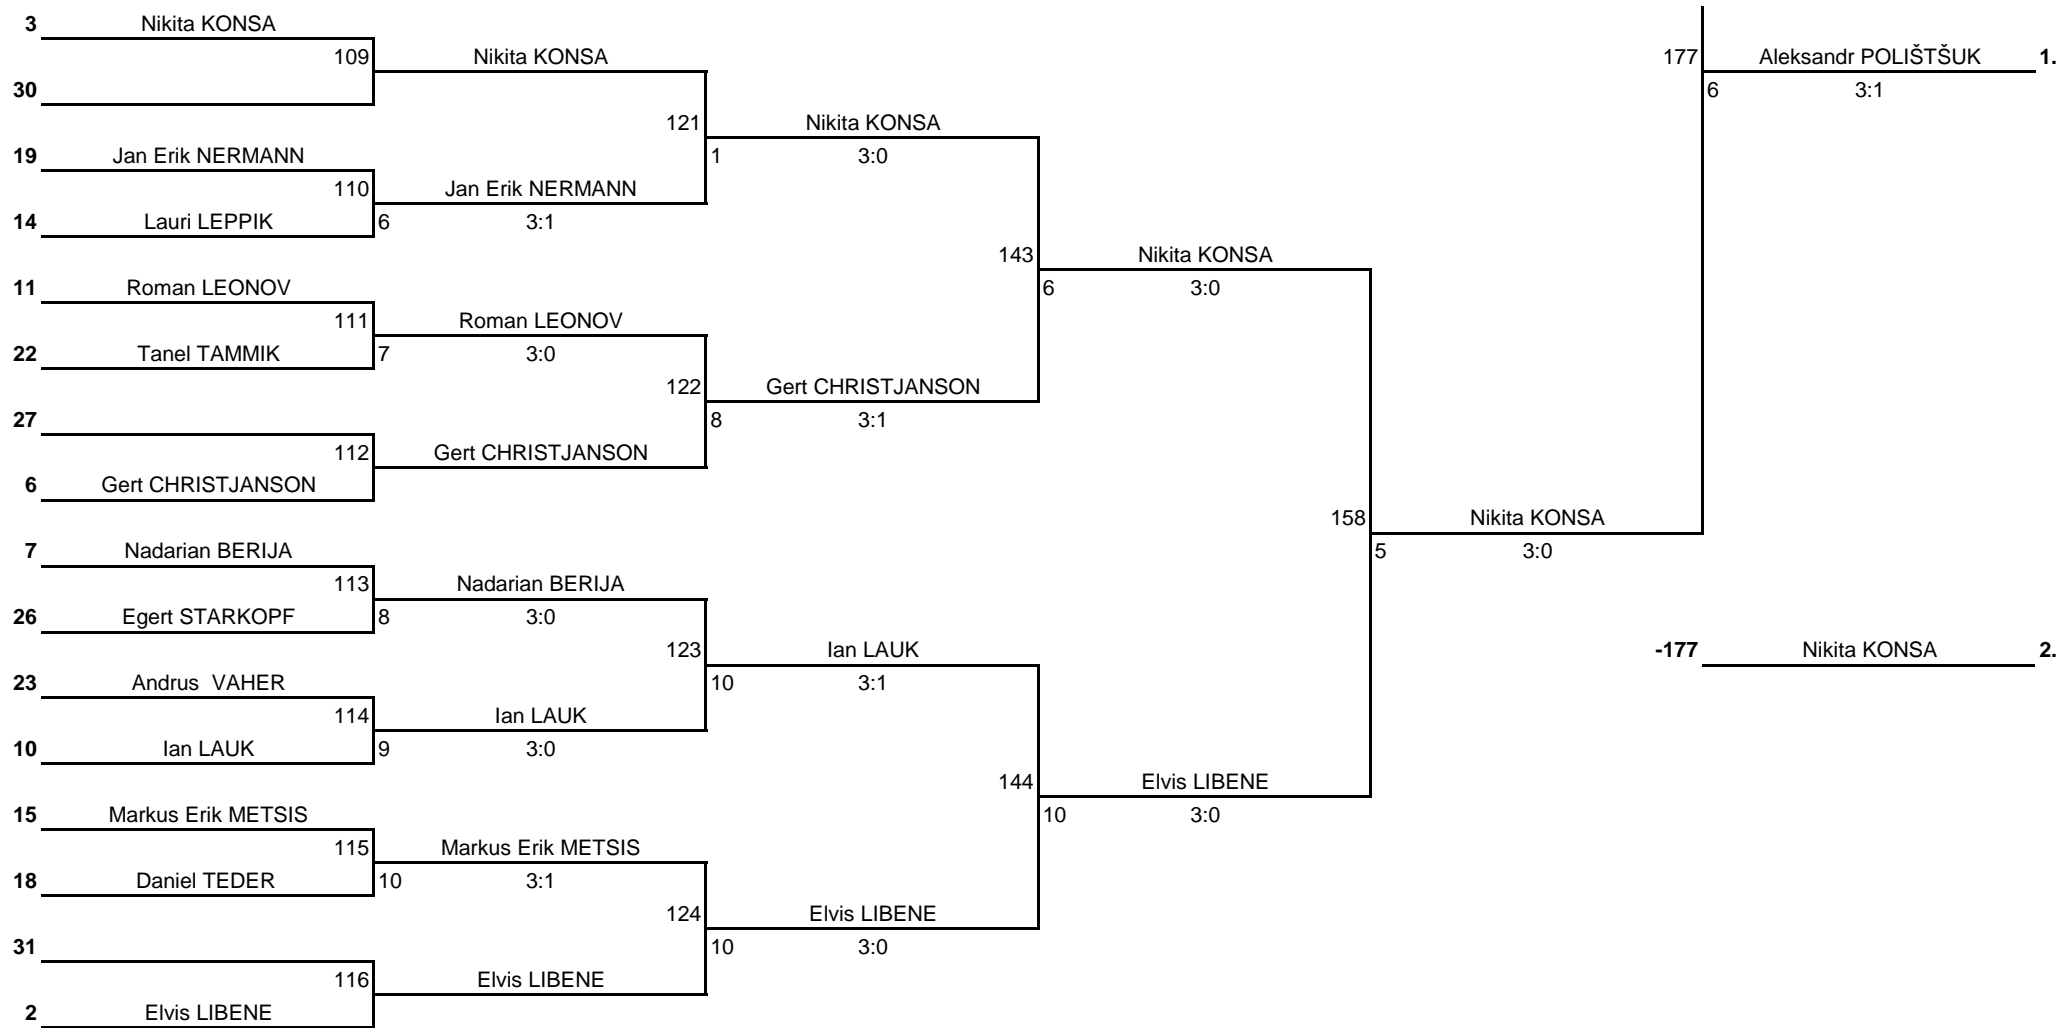 3 Nikita KONSA
109 Nikita KONSA 177 Aleksandr POLIŠTŠUK 1.
30 6 3:1
121 Nikita KONSA
19 Jan Erik NERMANN 1 3:0
110 Jan Erik NERMANN
14 Lauri LEPPIK 6 3:1
143 Nikita KONSA
11 Roman LEONOV 6 3:0
111 Roman LEONOV
22 Tanel TAMMIK 7 3:0
122 Gert CHRISTJANSON
27 8 3:1
112 Gert CHRISTJANSON
6 Gert CHRISTJANSON
158 Nikita KONSA
7 Nadarian BERIJA 5 3:0
113 Nadarian BERIJA
26 Egert STARKOPF 8 3:0
123 Ian LAUK -177 Nikita KONSA 2.
23 Andrus  VAHER 10 3:1
114 Ian LAUK
10 Ian LAUK 9 3:0
144 Elvis LIBENE
15 Markus Erik METSIS 10 3:0
115 Markus Erik METSIS
18 Daniel TEDER 10 3:1
124 Elvis LIBENE
31 10 3:0
116 Elvis LIBENE
2 Elvis LIBENE